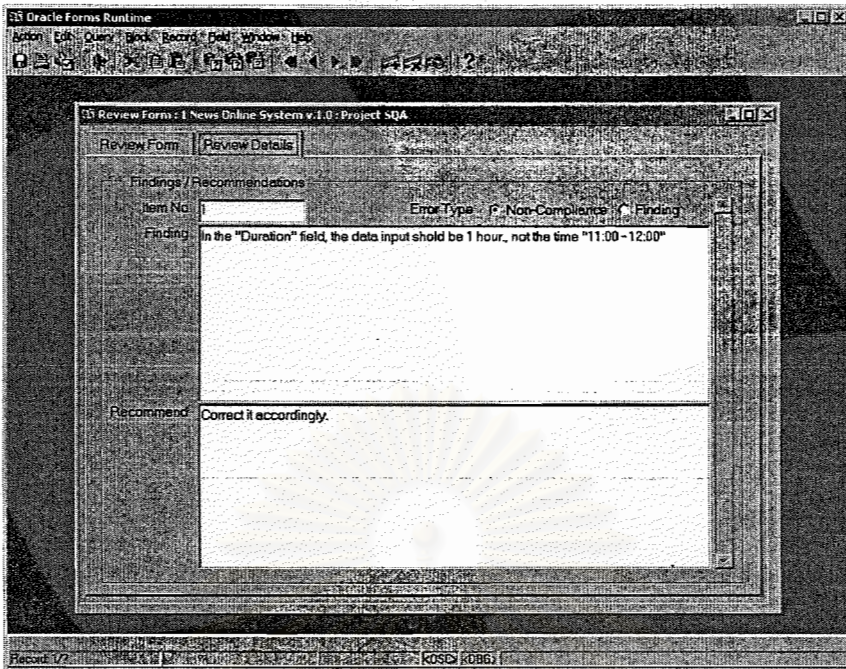 Oracle Forms Runtime
Action Edit Query Block Record Field Window Help
Review Form : 1 News Online System v.1.0 : Project SQA
Review Form Review Details
Findings / Recommendations
Item No 1 Error Type Non-Compliance Finding
Finding In the "Duration" field, the data input shold be 1 hour., not the time "11:00 - 12:00"
Recommend Correct it accordingly.
Record: 1/? <OSC> <DBG>